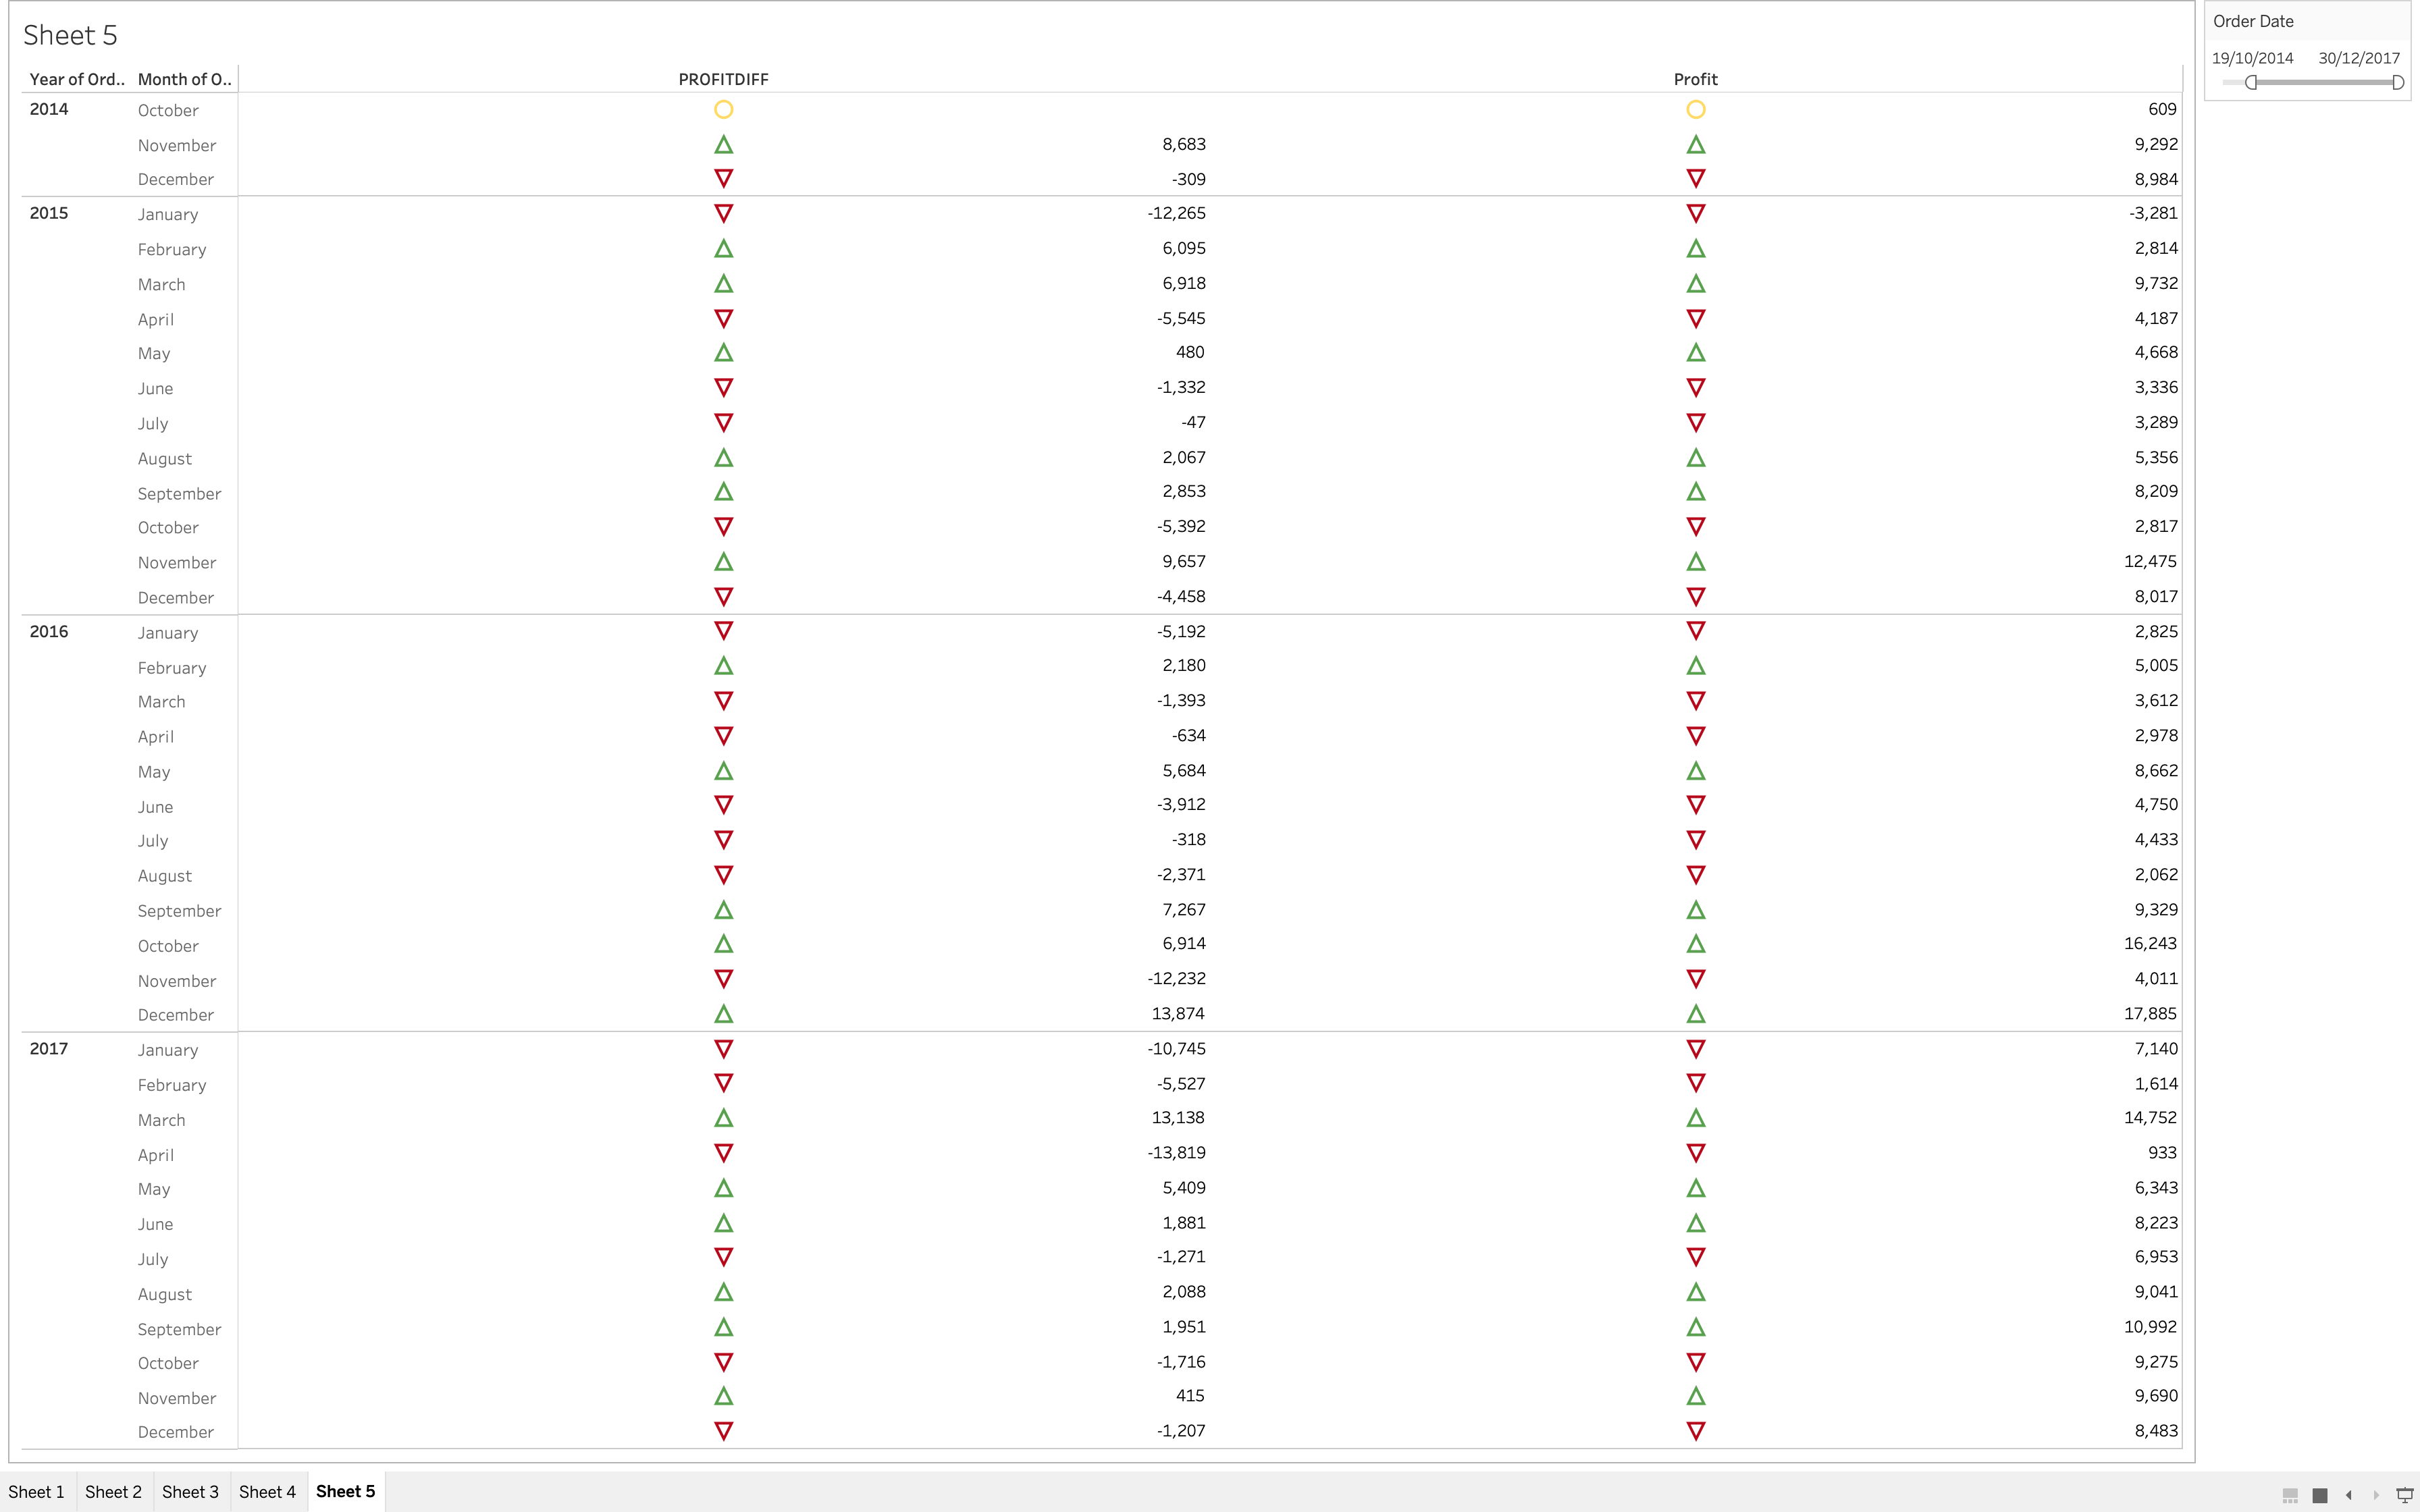 Sheet 5
Order Date
19/10/2014 30/12/2017
Year of Ord.. Month of O.. PROFITDIFF Profit
2014 October 609
November 8,683 9,292
December -309 8,984
2015 January -12,265 -3,281
February 6,095 2,814
March 6,918 9,732
April -5,545 4,187
May 480 4,668
June -1,332 3,336
July -47 3,289
August 2,067 5,356
September 2,853 8,209
October -5,392 2,817
November 9,657 12,475
December -4,458 8,017
2016 January -5,192 2,825
February 2,180 5,005
March -1,393 3,612
April -634 2,978
May 5,684 8,662
June -3,912 4,750
July -318 4,433
August -2,371 2,062
September 7,267 9,329
October 6,914 16,243
November -12,232 4,011
December 13,874 17,885
2017 January -10,745 7,140
February -5,527 1,614
March 13,138 14,752
April -13,819 933
May 5,409 6,343
June 1,881 8,223
July -1,271 6,953
August 2,088 9,041
September 1,951 10,992
October -1,716 9,275
November 415 9,690
December -1,207 8,483
Sheet 1 Sheet 2 Sheet 3 Sheet 4 Sheet 5